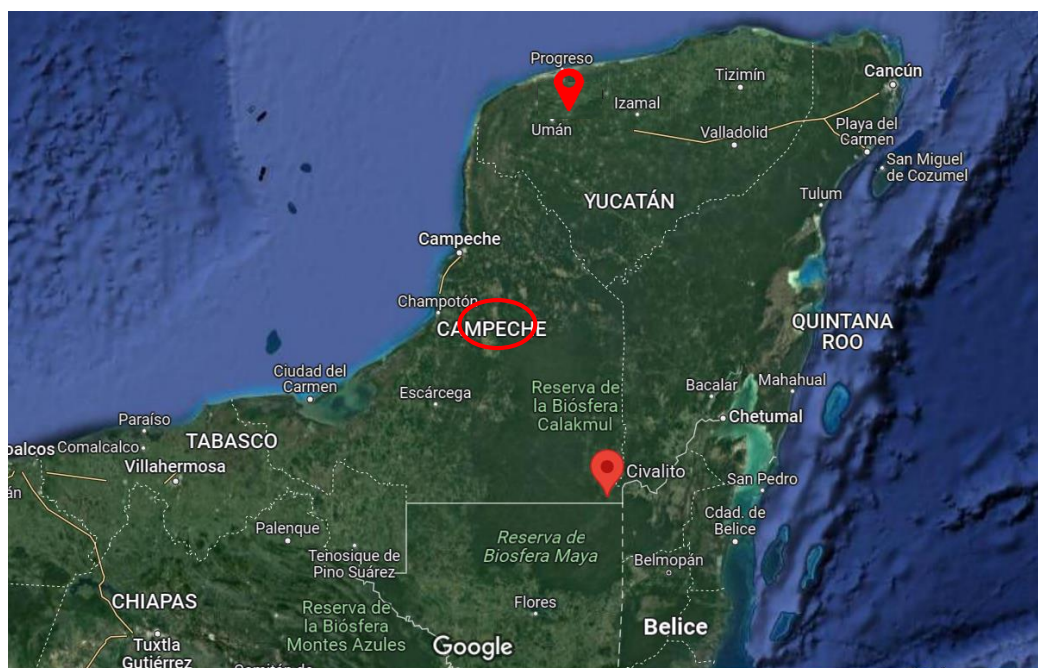 Progreso
Tizimín
Cancún
Izamal
Umán
Valladolid
Playa del
Carmen
San Miguel
de Cozumel
YUCATÁN
Tulum
Campeche
Champotón
CAMPECHE
QUINTANA
ROO
Ciudad del
Carmen
Escárcega
Reserva de
la Biósfera
Calakmul
Bacalar
Mahahual
Chetumal
Paraíso
Comalcalco
TABASCO
Villahermosa
Civalito
San Pedro
Cdad. de
Belice
Palenque
Tenosique de
Pino Suárez
Reserva de
Biosfera Maya
Belmopán
CHIAPAS
Reserva de
la Biósfera
Montes Azules
Flores
Belice
Tuxtla
Gutiérrez
Google